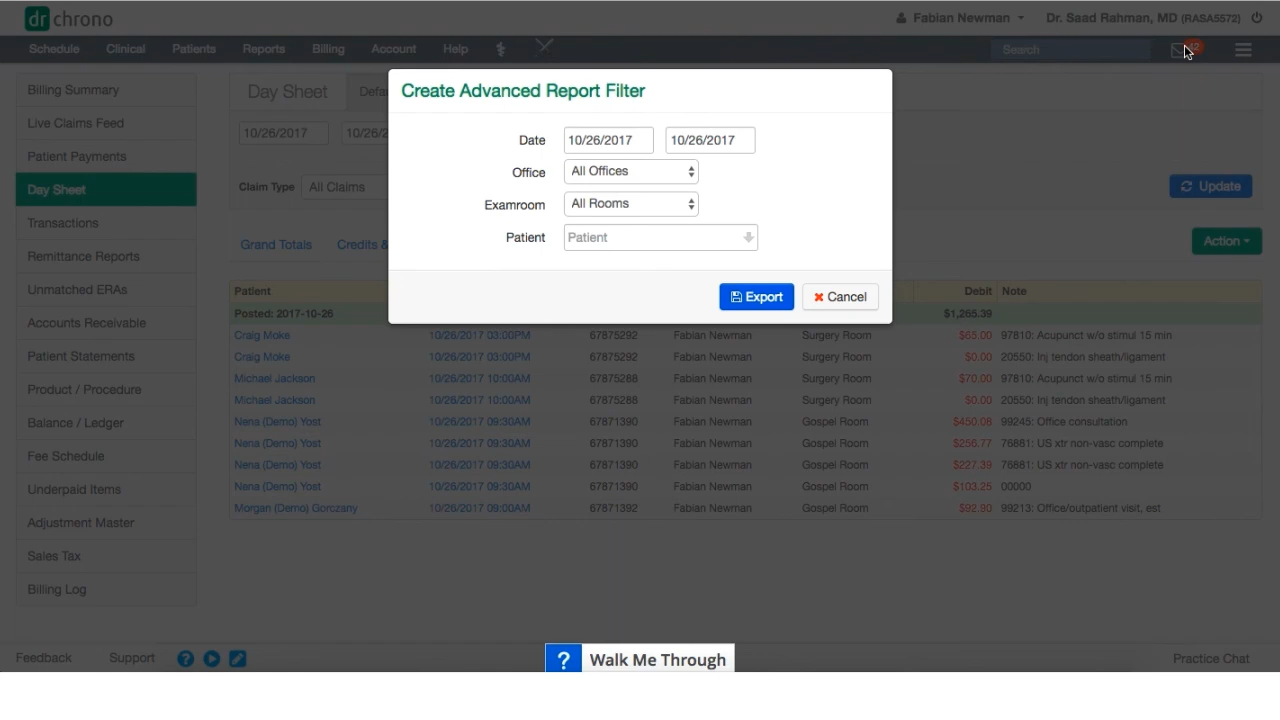 dr chrono
Fabian Newman
Dr. Saad Rahman, MD (RASA5572)
Schedule Clinical Patients Reports Billing Account Help
Search
42
Billing Summary
Live Claims Feed
Patient Payments
Day Sheet
Transactions
Remittance Reports
Unmatched ERAs
Accounts Receivable
Patient Statements
Product / Procedure
Balance / Ledger
Fee Schedule
Underpaid Items
Adjustment Master
Sales Tax
Billing Log
Day Sheet
10/26/2017
Claim Type All Claims
Update
Grand Totals Credits &
Action
Create Advanced Report Filter
Date 10/26/2017 10/26/2017
Office All Offices
Examroom All Rooms
Patient Patient
Export Cancel
Patient Debit Note
Posted: 2017-10-26 $1,265.39
Craig Moke 10/26/2017 03:00PM 67875292 Fabian Newman Surgery Room $65.00 97810: Acupunct w/o stimul 15 min
Craig Moke 10/26/2017 03:00PM 67875292 Fabian Newman Surgery Room $0.00 20550: Inj tendon sheath/ligament
Michael Jackson 10/26/2017 10:00AM 67875288 Fabian Newman Surgery Room $70.00 97810: Acupunct w/o stimul 15 min
Michael Jackson 10/26/2017 10:00AM 67875288 Fabian Newman Surgery Room $0.00 20550: Inj tendon sheath/ligament
Nena (Demo) Yost 10/26/2017 09:30AM 67871390 Fabian Newman Gospel Room $450.08 99245: Office consultation
Nena (Demo) Yost 10/26/2017 09:30AM 67871390 Fabian Newman Gospel Room $256.77 76881: US xtr non-vasc complete
Nena (Demo) Yost 10/26/2017 09:30AM 67871390 Fabian Newman Gospel Room $227.39 76881: US xtr non-vasc complete
Nena (Demo) Yost 10/26/2017 09:30AM 67871390 Fabian Newman Gospel Room $103.25 00000
Morgan (Demo) Gorczany 10/26/2017 09:00AM 67871392 Fabian Newman Gospel Room $92.90 99213: Office/outpatient visit, est
Feedback Support
? Walk Me Through
Practice Chat